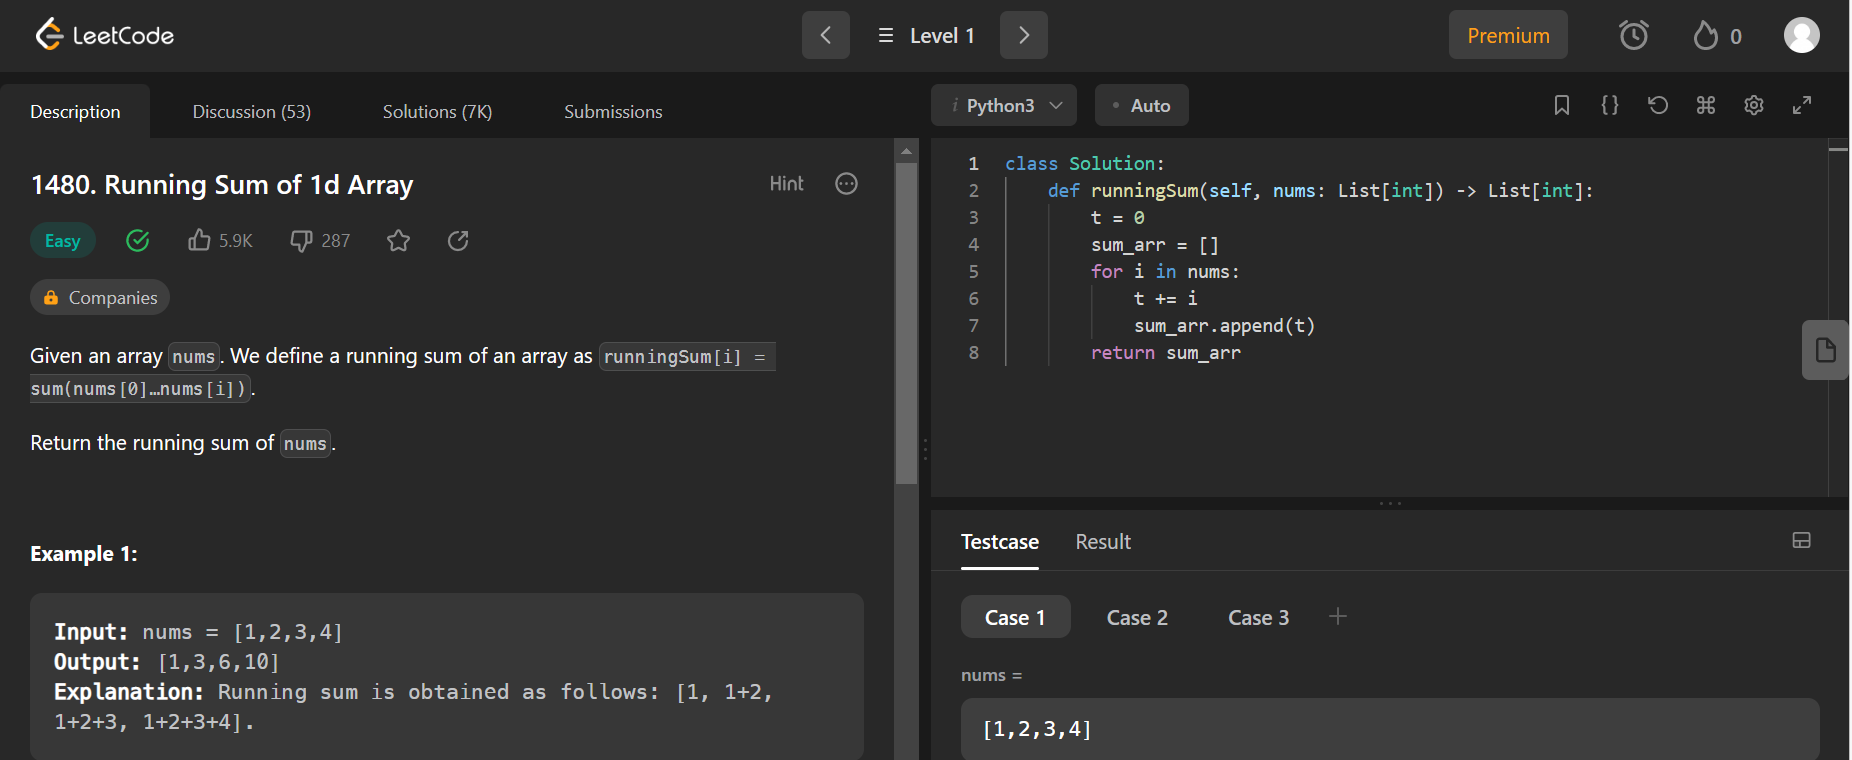 LeetCode
Level 1
Premium
0
Description
Discussion (53)
Solutions (7K)
Submissions
1480. Running Sum of 1d Array
Hint
Easy
5.9K
287
Companies
Given an array nums. We define a running sum of an array as runningSum[i] =
sum(nums[0]…nums[i]).
Return the running sum of nums.
Example 1:
Input: nums = [1,2,3,4]
Output: [1,3,6,10]
Explanation: Running sum is obtained as follows: [1, 1+2,
1+2+3, 1+2+3+4].
i Python3
Auto
1 class Solution:
2     def runningSum(self, nums: List[int]) -> List[int]:
3         t = 0
4         sum_arr = []
5         for i in nums:
6             t += i
7             sum_arr.append(t)
8         return sum_arr
Testcase
Result
Case 1
Case 2
Case 3
nums =
[1,2,3,4]